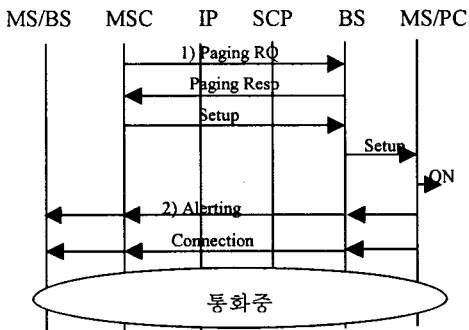 MS/BS MSC IP SCP BS MS/PC
1) Paging RQ
Paging Resp
Setup
Setup
ON
2) Alerting
Connection
통화중